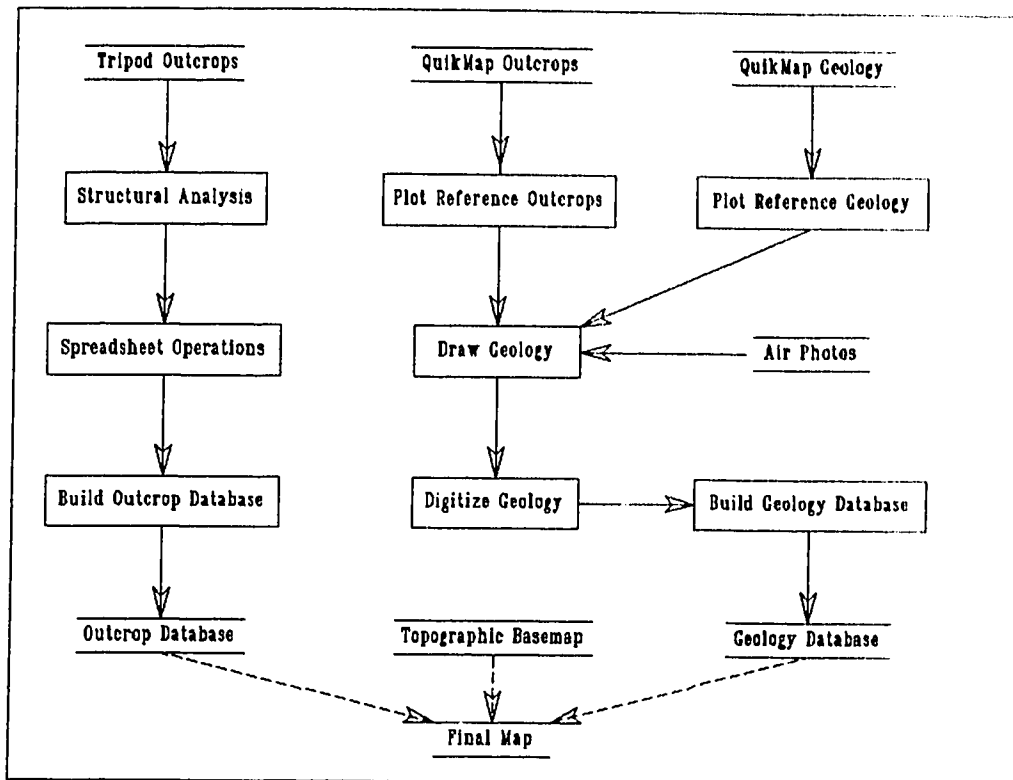 Tripod Outcrops
QuikMap Outcrops
QuikMap Geology
Structural Analysis
Plot Reference Outcrops
Plot Reference Geology
Spreadsheet Operations
Draw Geology
Air Photos
Build Outcrop Database
Digitize Geology
Build Geology Database
Outcrop Database
Topographic Basemap
Geology Database
Final Map